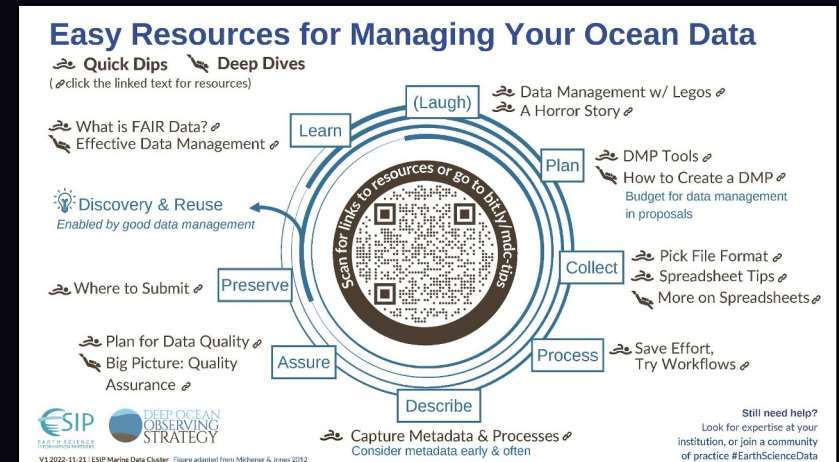 Easy Resources for Managing Your Ocean Data
Quick Dips Deep Dives
(click the linked text for resources)
(Laugh)
Data Management w/ Legos
A Horror Story
Learn
What is FAIR Data?
Effective Data Management
Plan
DMP Tools
How to Create a DMP
Budget for data management
in proposals
Scan for links to resources or go to bit.ly/mdc-tips
Discovery & Reuse
Enabled by good data management
Collect
Pick File Format
Spreadsheet Tips
More on Spreadsheets
Preserve
Where to Submit
Process
Save Effort,
Try Workflows
Assure
Plan for Data Quality
Big Picture: Quality
Assurance
Describe
Capture Metadata & Processes
Consider metadata early & often
ESIP
EARTH SCIENCE
INFORMATION PARTNERS
DEEP OCEAN
OBSERVING
STRATEGY
Still need help?
Look for expertise at your
institution, or join a community
of practice #EarthScienceData
V1 2022-11-21 | ESIP Marine Data Cluster Figure adapted from Michener & Jones 2012